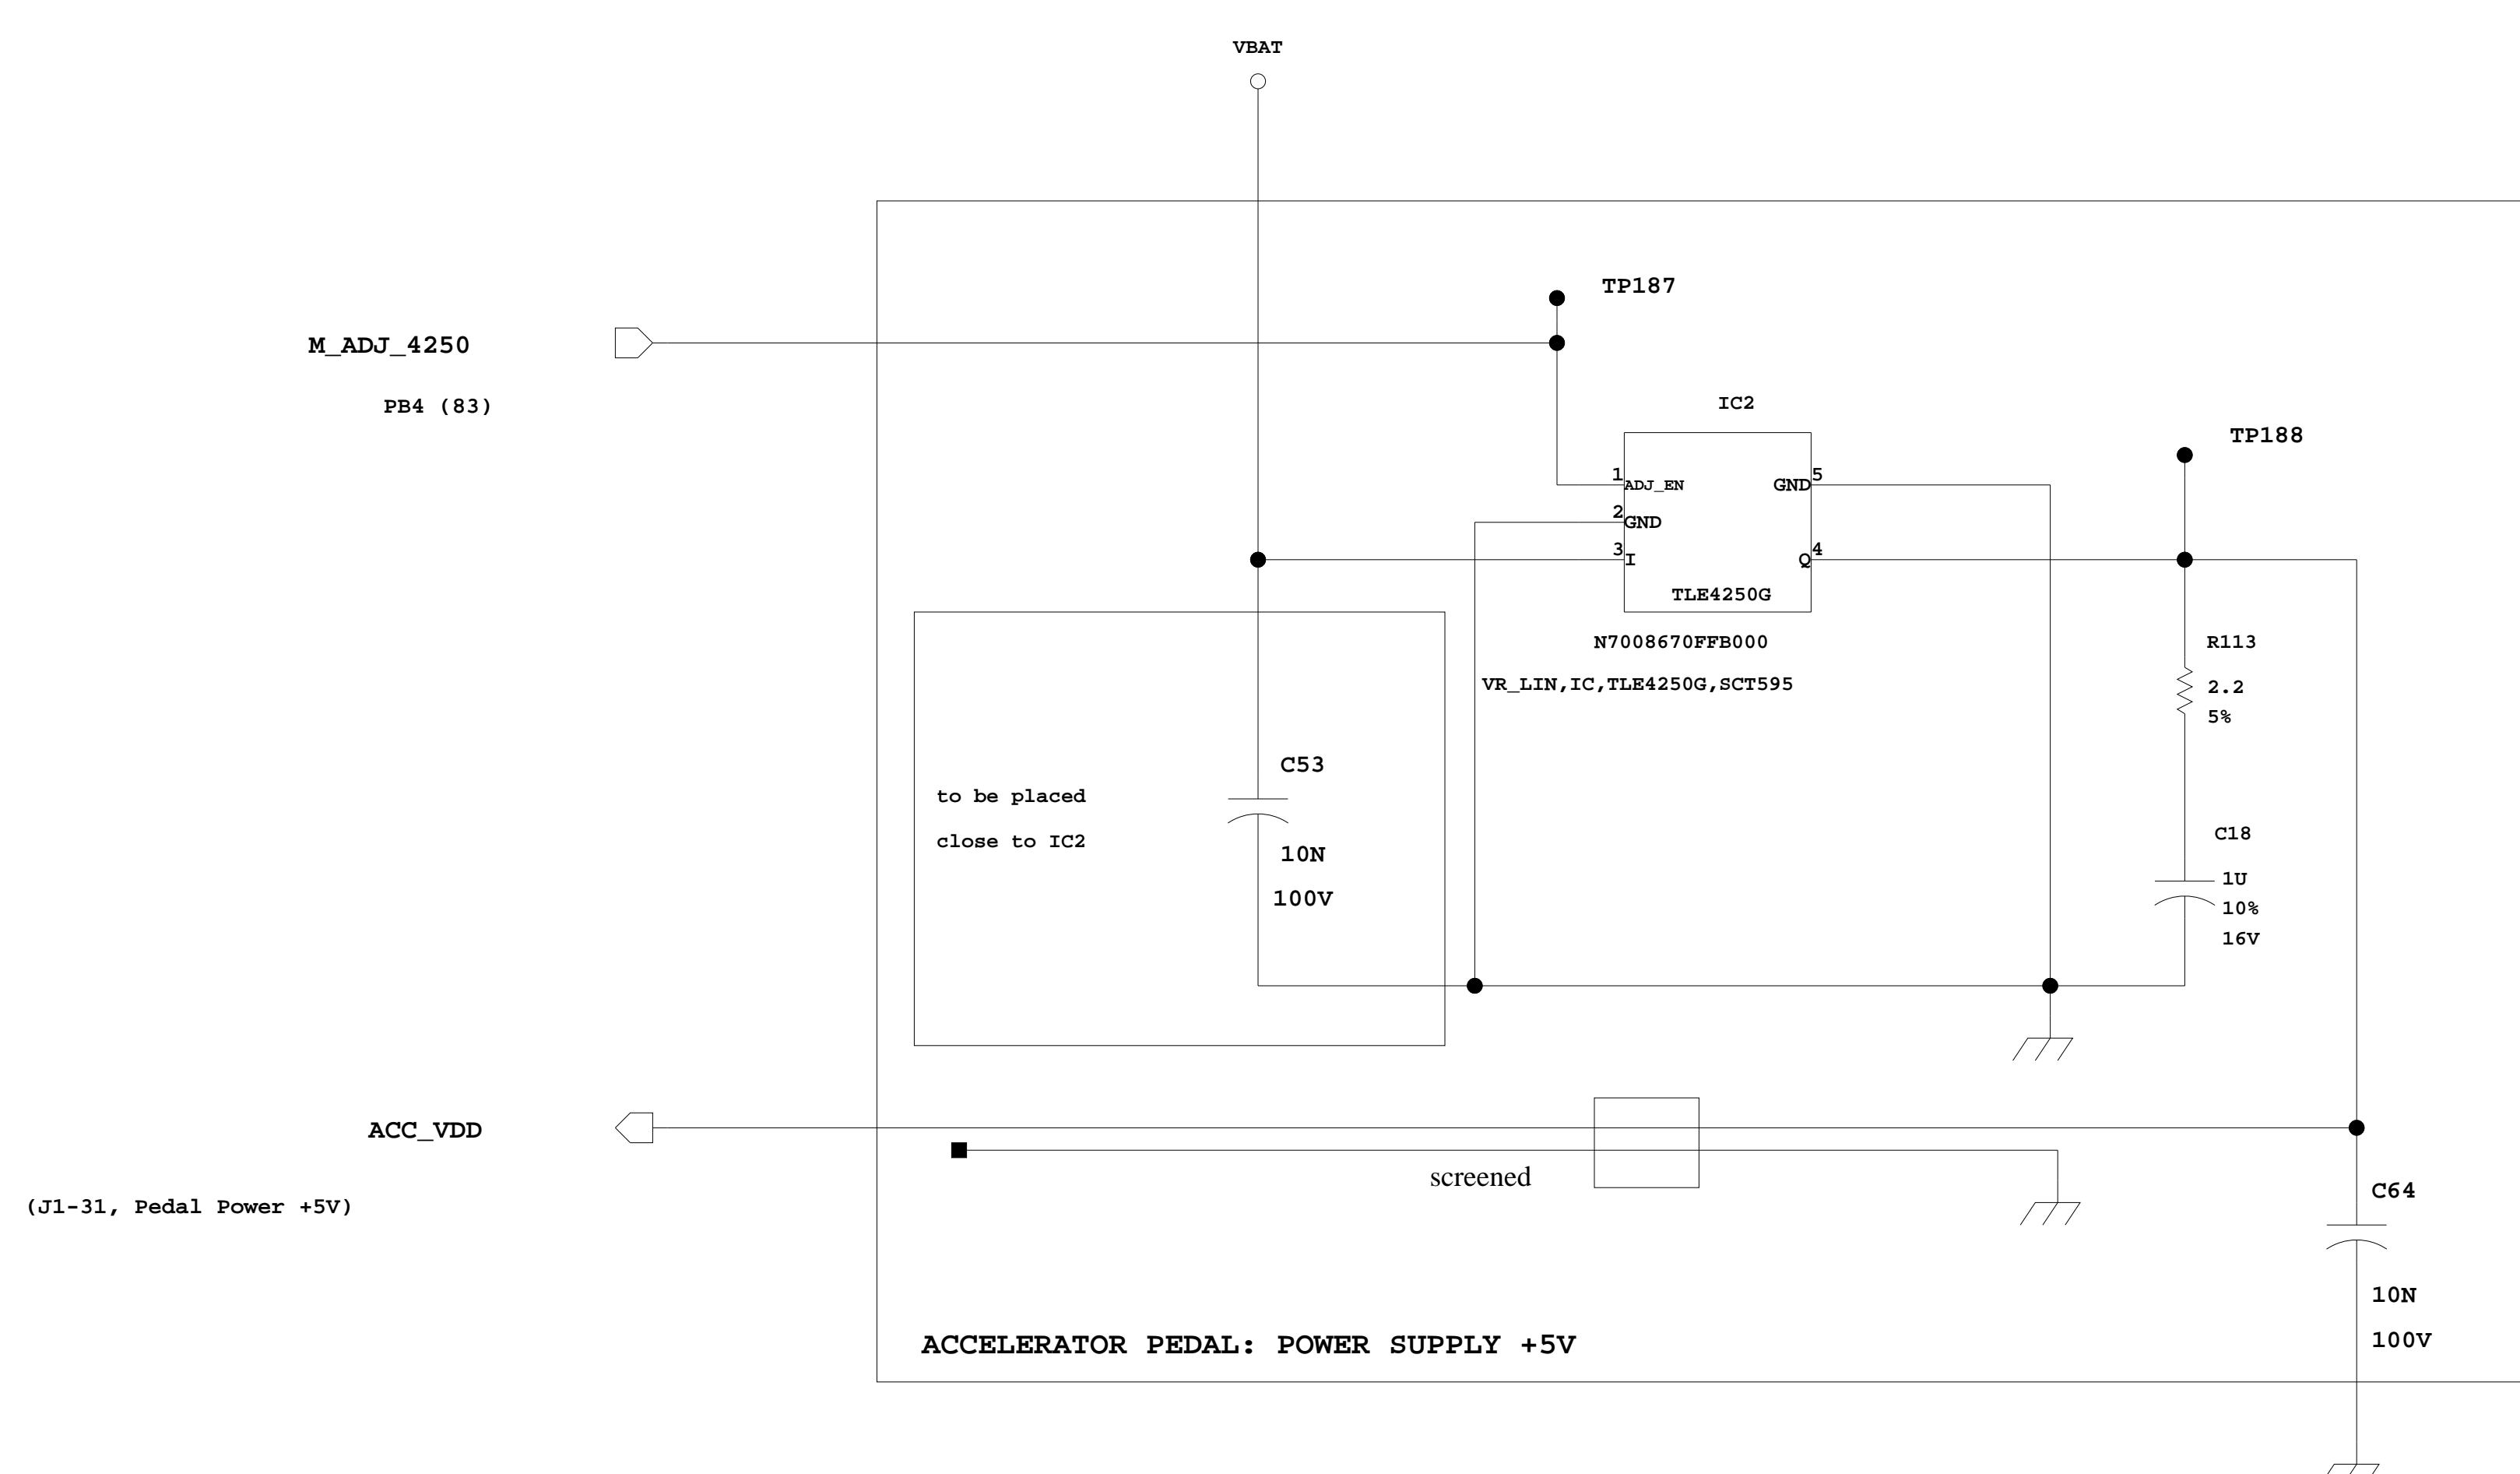 VBAT
TP187
M_ADJ_4250
PB4 (83)
IC2
TP188
1
ADJ_EN
GND
5
2
GND
3
I
Q
4
TLE4250G
N7008670FFB000
VR_LIN,IC,TLE4250G,SCT595
R113
2.2
5%
C53
to be placed
close to IC2
10N
100V
C18
1U
10%
16V
ACC_VDD
screened
(J1-31, Pedal Power +5V)
C64
10N
100V
ACCELERATOR PEDAL: POWER SUPPLY +5V